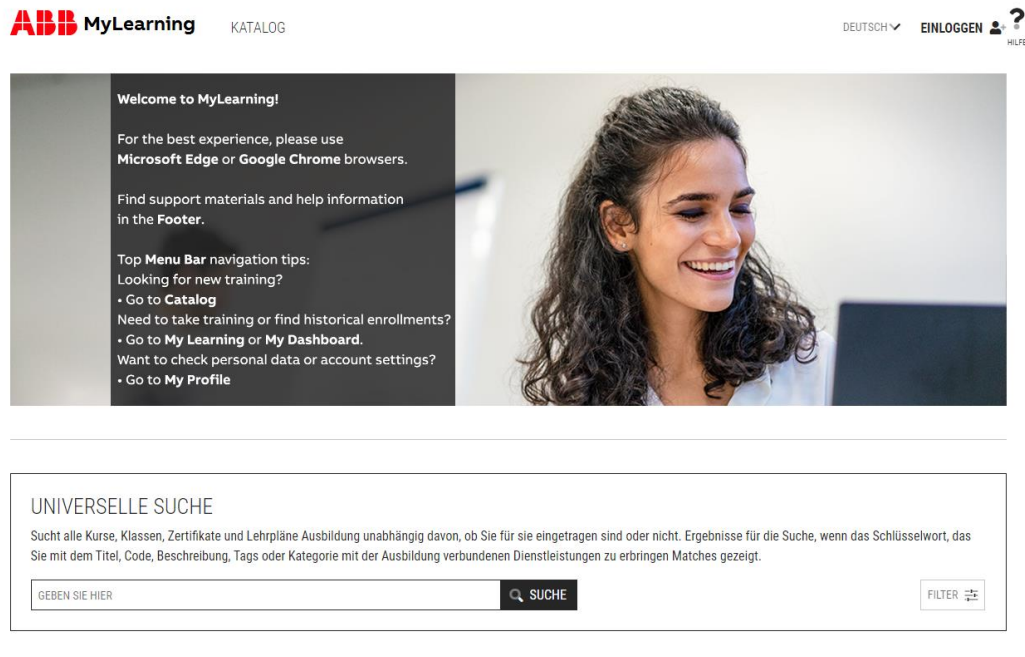 ABB MyLearning KATALOG DEUTSCH EINLOGGEN
HILFE
Welcome to MyLearning!
For the best experience, please use
Microsoft Edge or Google Chrome browsers.
Find support materials and help information
in the Footer.
Top Menu Bar navigation tips:
Looking for new training?
• Go to Catalog
Need to take training or find historical enrollments?
• Go to My Learning or My Dashboard.
Want to check personal data or account settings?
• Go to My Profile
UNIVERSELLE SUCHE
Sucht alle Kurse, Klassen, Zertifikate und Lehrpläne Ausbildung unabhängig davon, ob Sie für sie eingetragen sind oder nicht. Ergebnisse für die Suche, wenn das Schlüsselwort, das
Sie mit dem Titel, Code, Beschreibung, Tags oder Kategorie mit der Ausbildung verbundenen Dienstleistungen zu erbringen Matches gezeigt.
GEBEN SIE HIER SUCHE FILTER